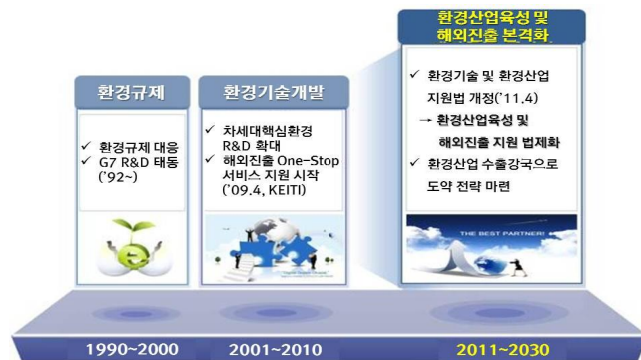 환경규제
✓ 환경규제 대응
✓ G7 R&D 태동
('92~)
1990~2000
환경기술개발
✓ 차세대핵심환경
R&D 확대
✓ 해외진출 One-Stop
서비스 지원 시작
('09.4, KEITI)
2001~2010
환경산업육성 및
해외진출 본격화
✓ 환경기술 및 환경산업
지원법 개정('11.4)
→ 환경산업육성 및
해외진출 지원 법제화
✓ 환경산업 수출강국으로
도약 전략 마련
THE BEST PARTNER!
2011~2030